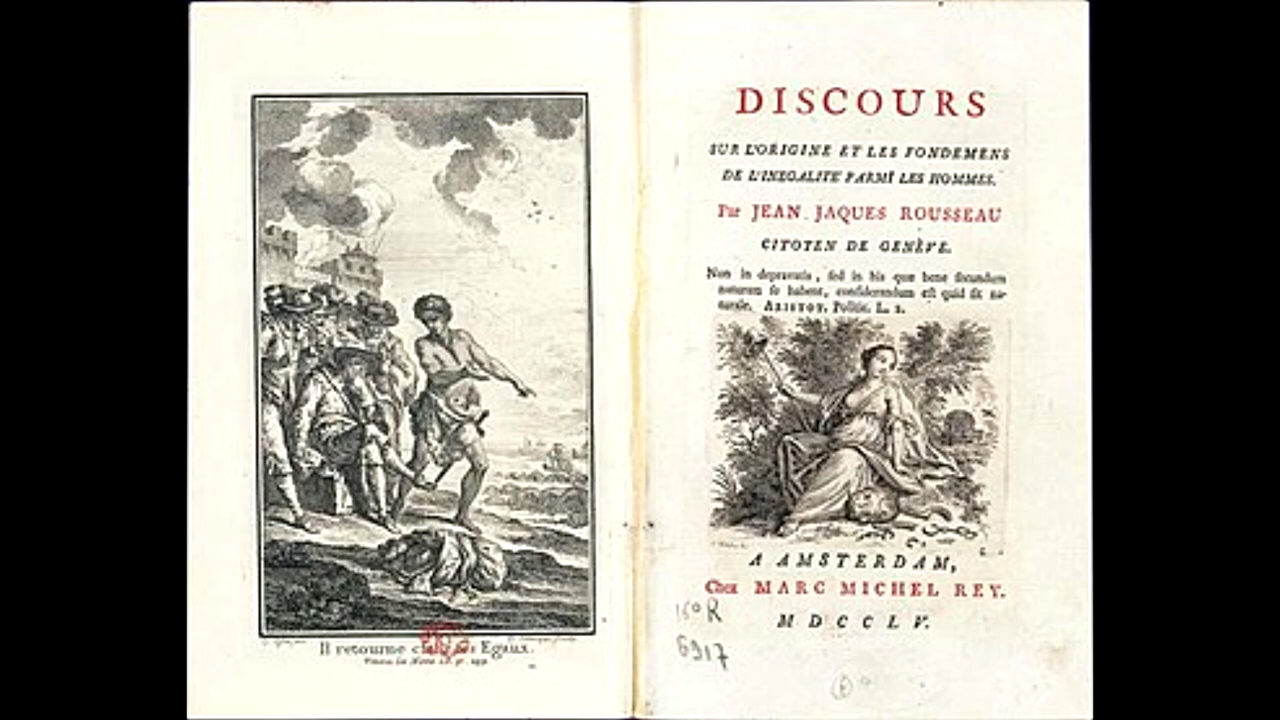 Il retourne chez ses Egaux.
DISCOURS
SUR L'ORIGINE ET LES FONDEMENS
DE L'INEGALITE PARMI LES HOMMES.
Par JEAN JAQUES ROUSSEAU
CITOYEN DE GENÈVE.
Non in depravatis, sed in his quæ bene secundum
naturam se habent, considerandum est quid sit na-
turale. ARISTOT. Politic. L. 2.
A AMSTERDAM,
Chez MARC MICHEL REY.
MDCCLV.
160R
6917